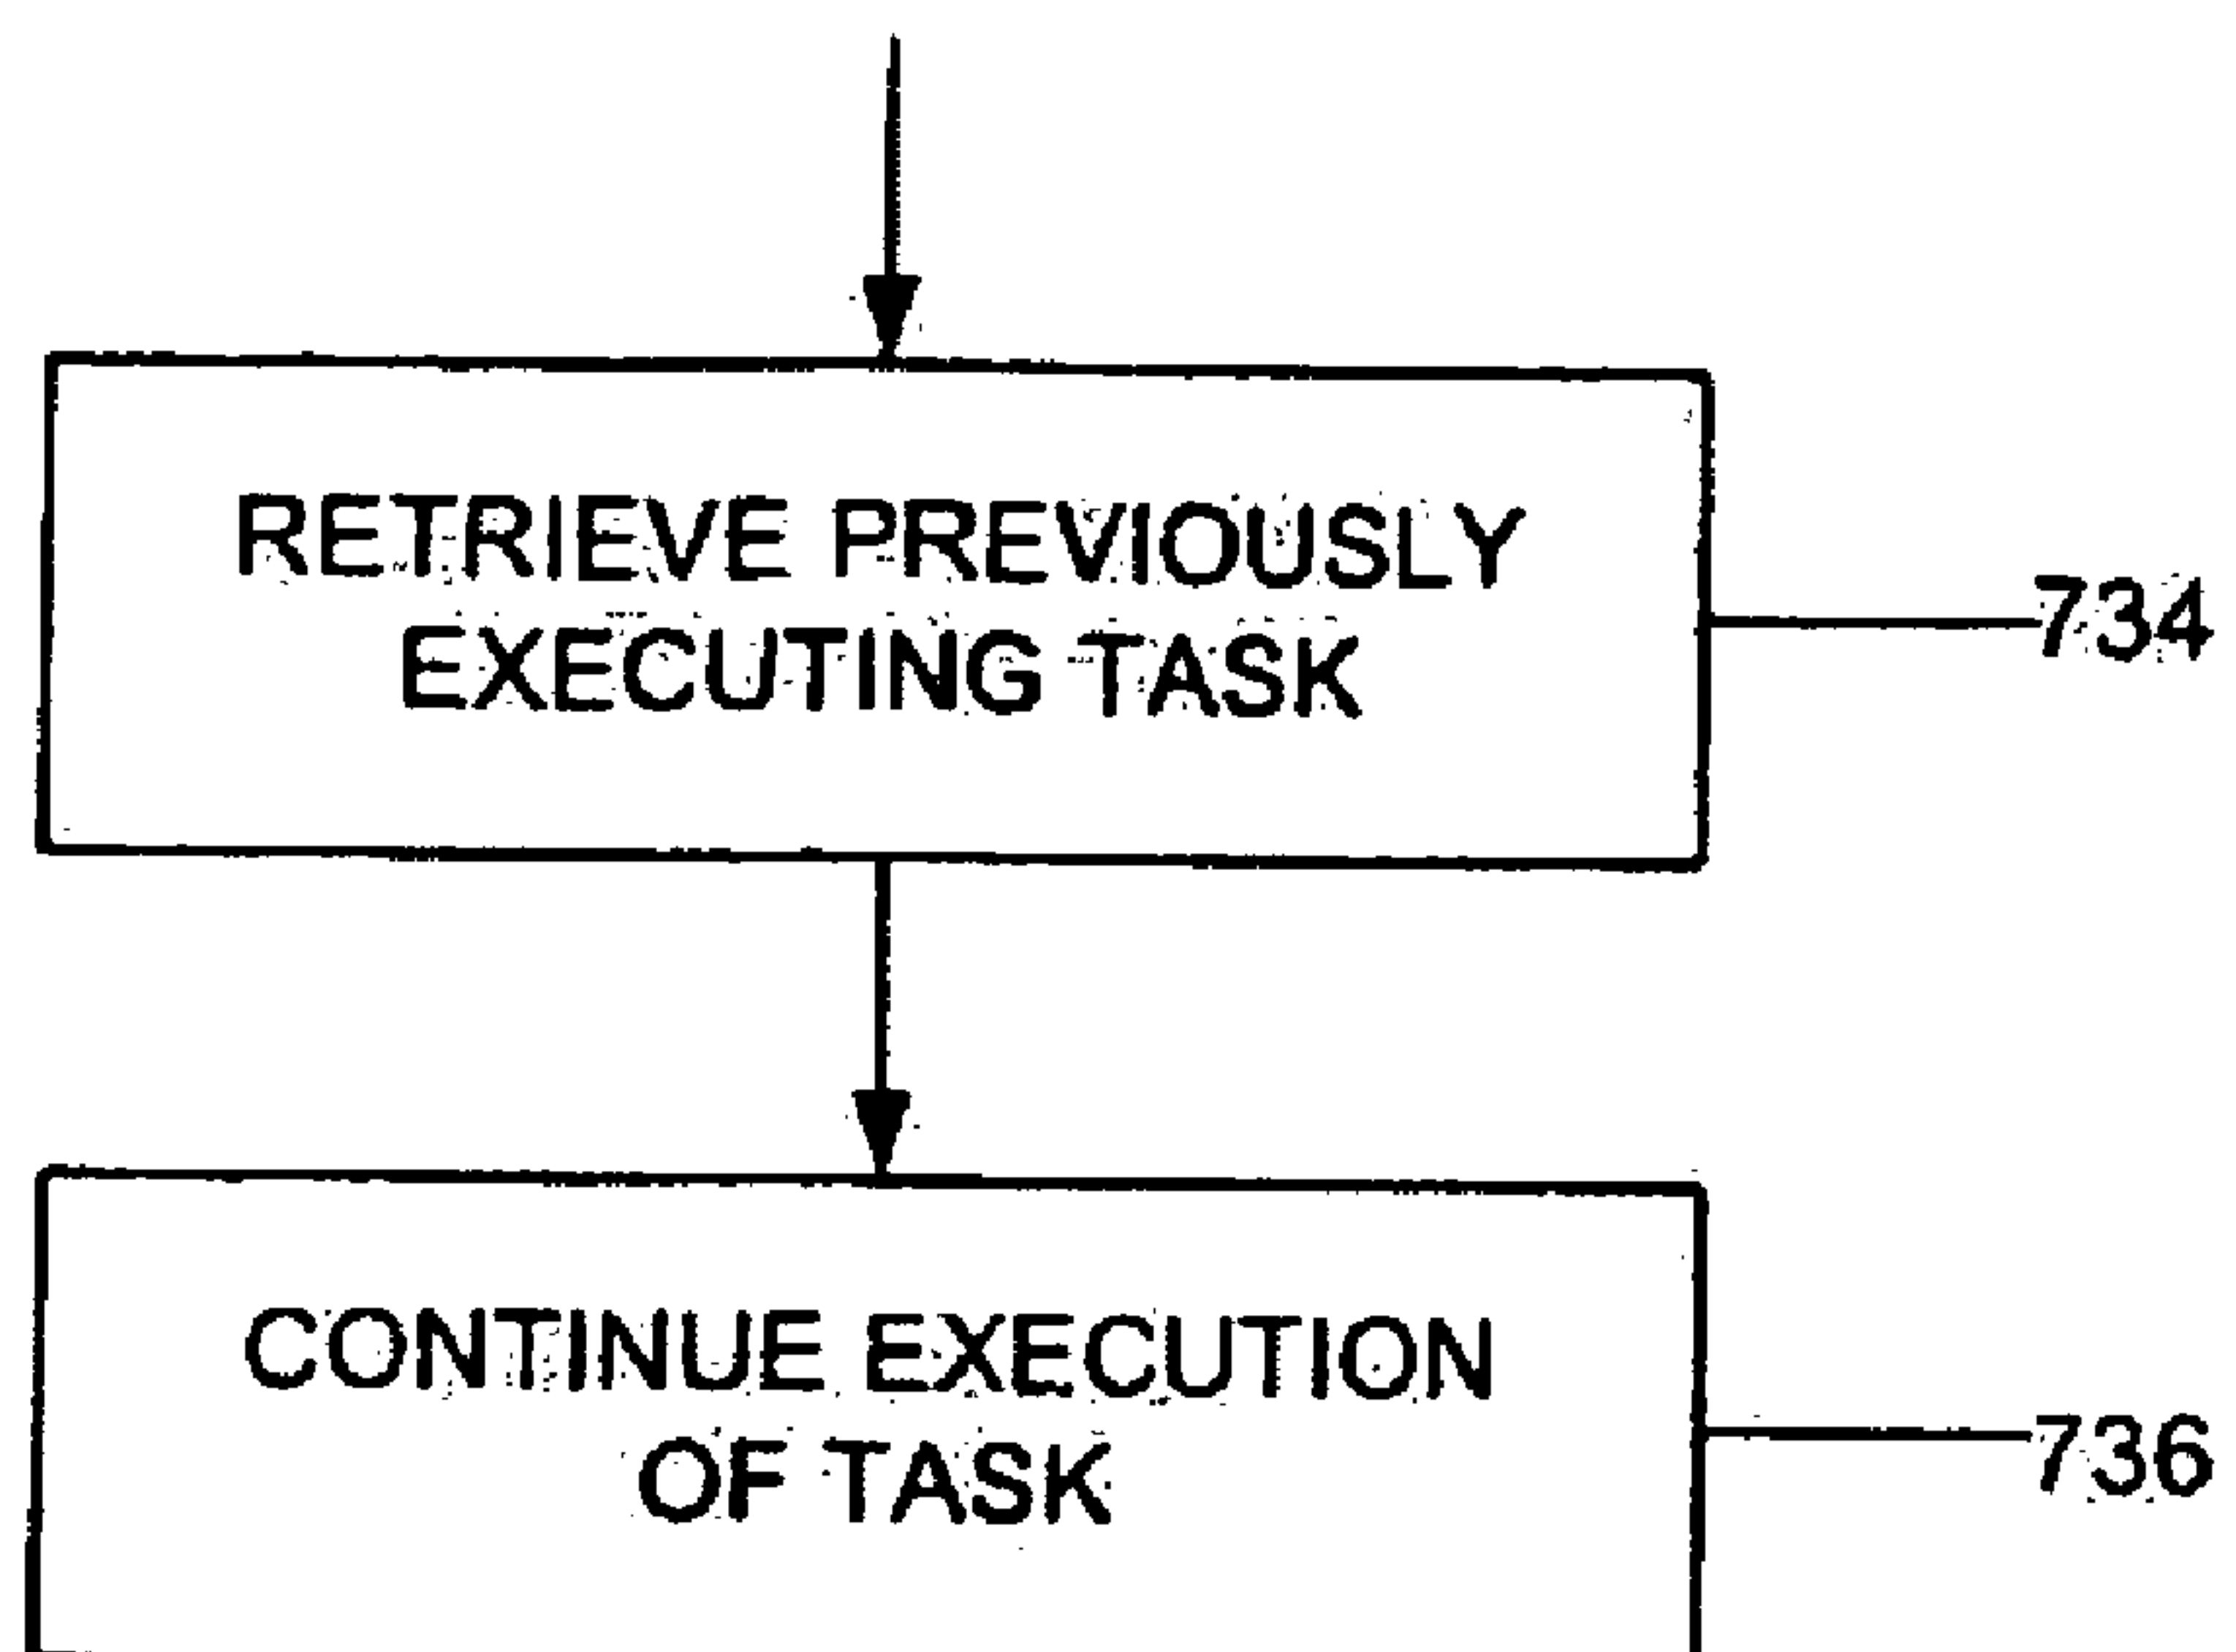 RETRIEVE PREVIOUSLY
EXECUTING TASK
734
CONTINUE EXECUTION
OF TASK
736